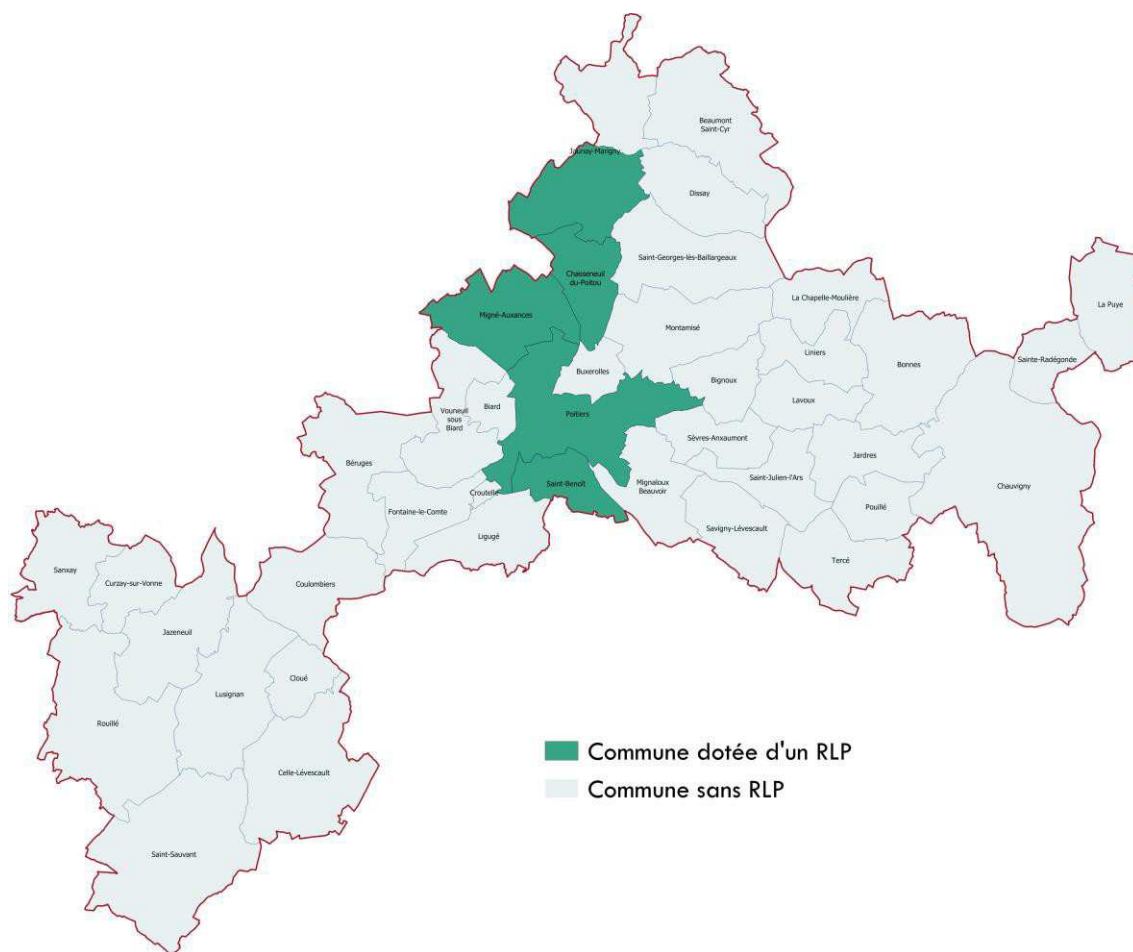 Beaumont
Saint-Cyr
Jaunay-Marigny
Dissay
Saint-Georges-lès-Baillargeaux
Chasseneuil
du-Poitou
La Chapelle-Moulière
La Puye
Migné-Auxances
Montamisé
Liniers
Sainte-Radégonde
Bonnes
Buxerolles
Bignoux
Lavoux
Biard
Vouneuil
sous
Biard
Poitiers
Sèvres-Anxaumont
Jardres
Béruges
Saint-Julien-l'Ars
Mignaloux
Beauvoir
Saint-Benoît
Chauvigny
Croutelle
Pouillé
Fontaine-le-Comte
Savigny-Lévescault
Ligugé
Tercé
Sanxay
Curzay-sur-Vonne
Coulombiers
Jazeneuil
Cloué
Lusignan
Rouillé
Celle-Lévescault
Saint-Sauvant
Commune dotée d'un RLP
Commune sans RLP